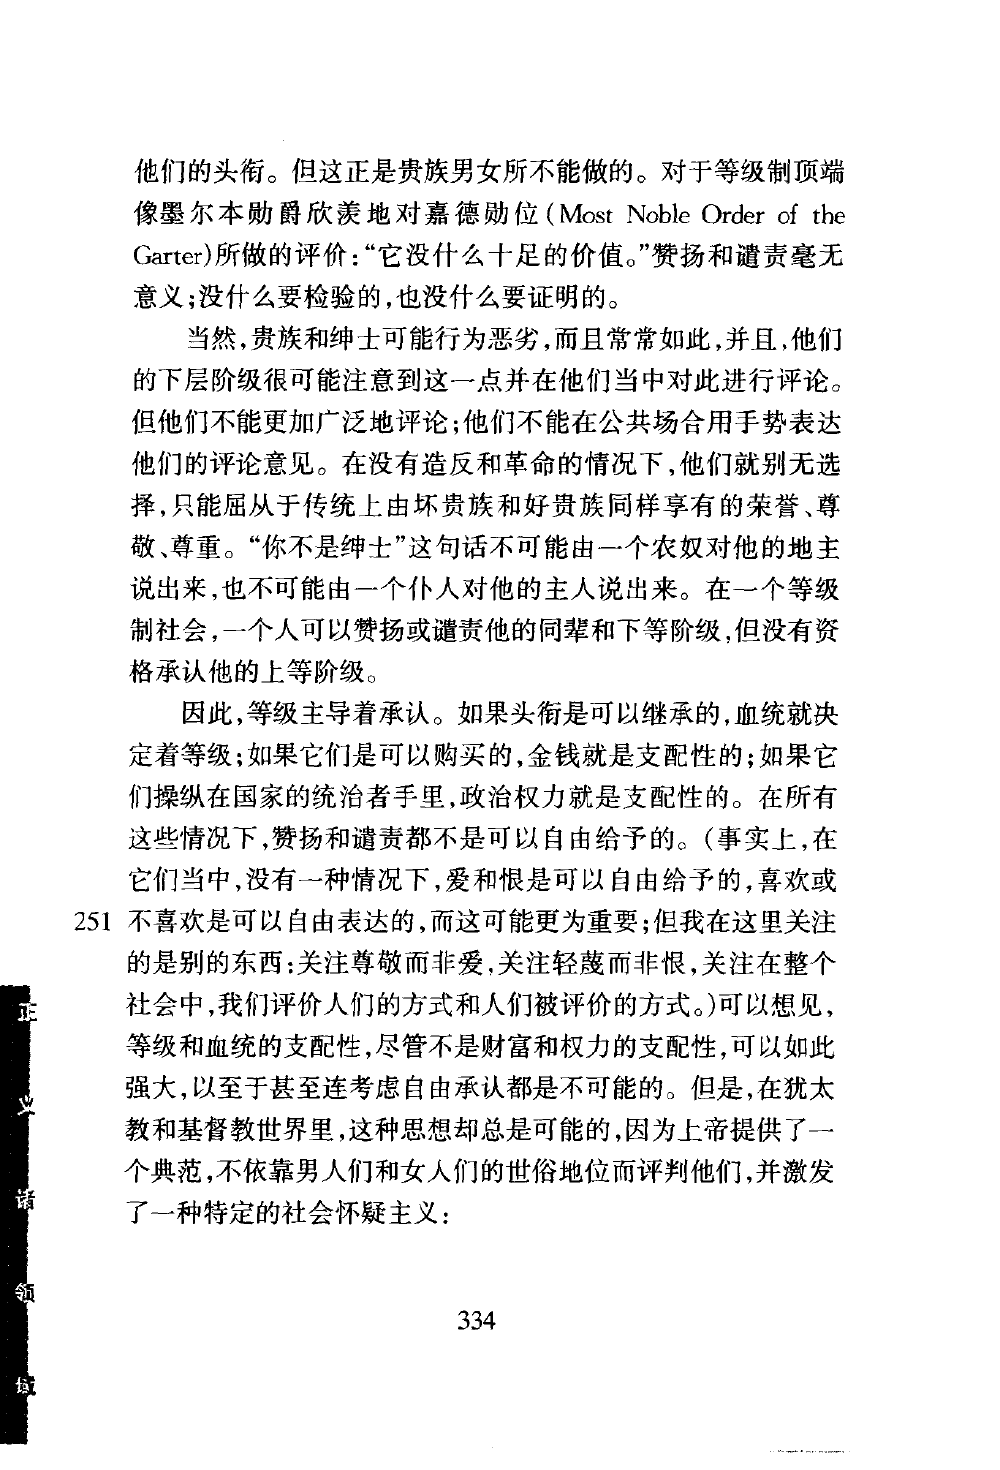 他们的头衔。但这正是贵族男女所不能做的。对于等级制顶端
像墨尔本勋爵欣羡地对嘉德勋位(Most Noble Order of the
Garter)所做的评价:“它没什么十足的价值。”赞扬和谴责毫无
意义;没什么要检验的,也没什么要证明的。
当然,贵族和绅士可能行为恶劣,而且常常如此,并且,他们
的下层阶级很可能注意到这一点并在他们当中对此进行评论。
但他们不能更加广泛地评论;他们不能在公共场合用手势表达
他们的评论意见。在没有造反和革命的情况下,他们就别无选
择,只能屈从于传统上由坏贵族和好贵族同样享有的荣誉、尊
敬、尊重。“你不是绅士”这句话不可能由一个农奴对他的地主
说出来,也不可能由一个仆人对他的主人说出来。在一个等级
制社会,一个人可以赞扬或谴责他的同辈和下等阶级,但没有资
格承认他的上等阶级。
因此,等级主导着承认。如果头衔是可以继承的,血统就决
定着等级;如果它们是可以购买的,金钱就是支配性的;如果它
们操纵在国家的统治者手里,政治权力就是支配性的。在所有
这些情况下,赞扬和谴责都不是可以自由给予的。(事实上,在
它们当中,没有一种情况下,爱和恨是可以自由给予的,喜欢或
251 不喜欢是可以自由表达的,而这可能更为重要;但我在这里关注
的是别的东西:关注尊敬而非爱,关注轻蔑而非恨,关注在整个
社会中,我们评价人们的方式和人们被评价的方式。)可以想见,
等级和血统的支配性,尽管不是财富和权力的支配性,可以如此
强大,以至于甚至连考虑自由承认都是不可能的。但是,在犹太
教和基督教世界里,这种思想却总是可能的,因为上帝提供了一
个典范,不依靠男人们和女人们的世俗地位而评判他们,并激发
了一种特定的社会怀疑主义:
正
义
诸
领
域
334